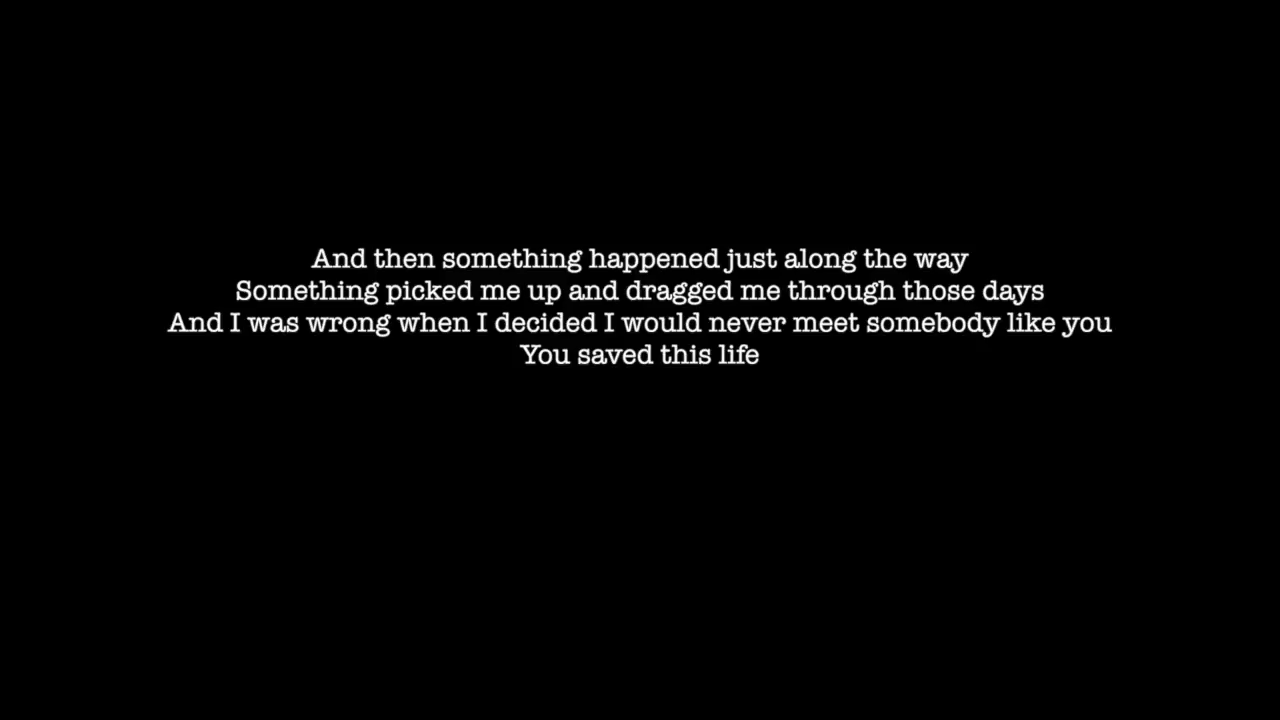 And then something happened just along the way
Something picked me up and dragged me through those days
And I was wrong when I decided I would never meet somebody like you
You saved this life